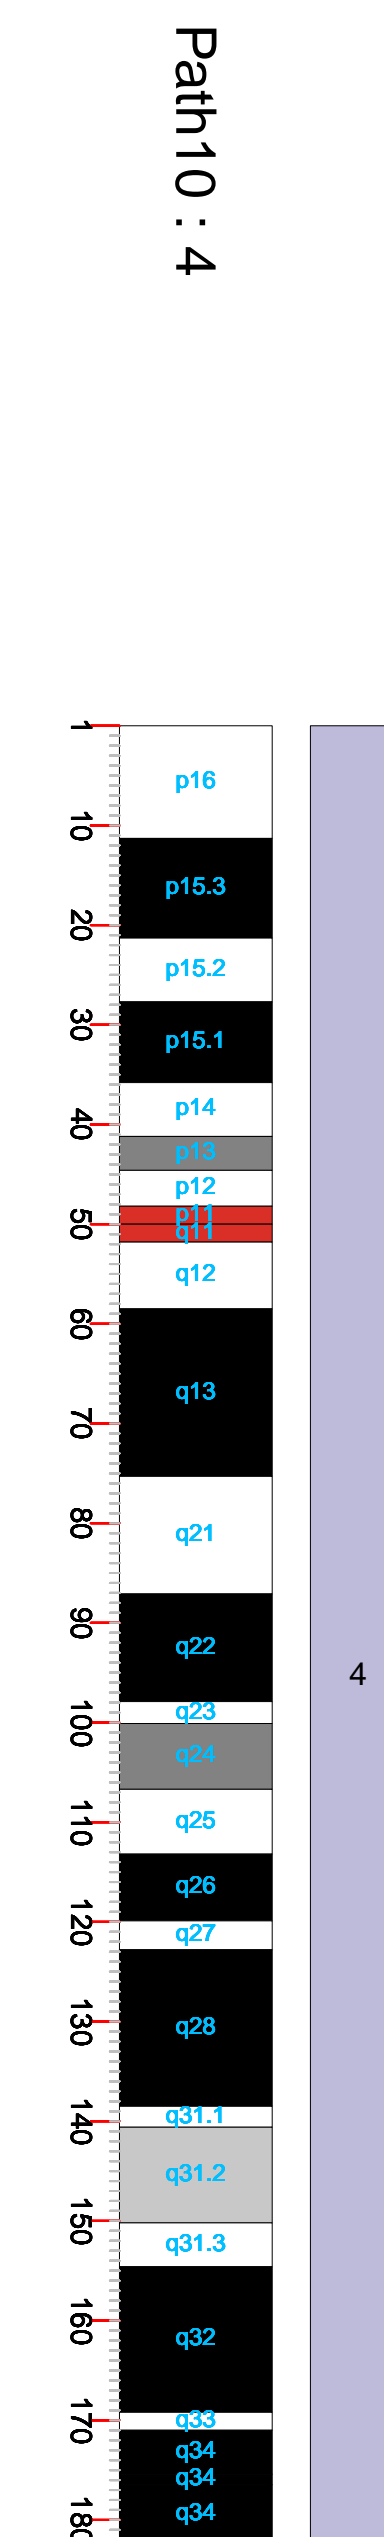 Path10 : 4
1
p16
10
p15.3
20
p15.2
30
p15.1
p14
40
p13
p12
p11
50
q11
q12
60
q13
70
80
q21
90
q22
q23
100
q24
110
q25
q26
120
q27
130
q28
q31.1
140
q31.2
150
q31.3
160
q32
q33
170
q34
q34
q34
180
4